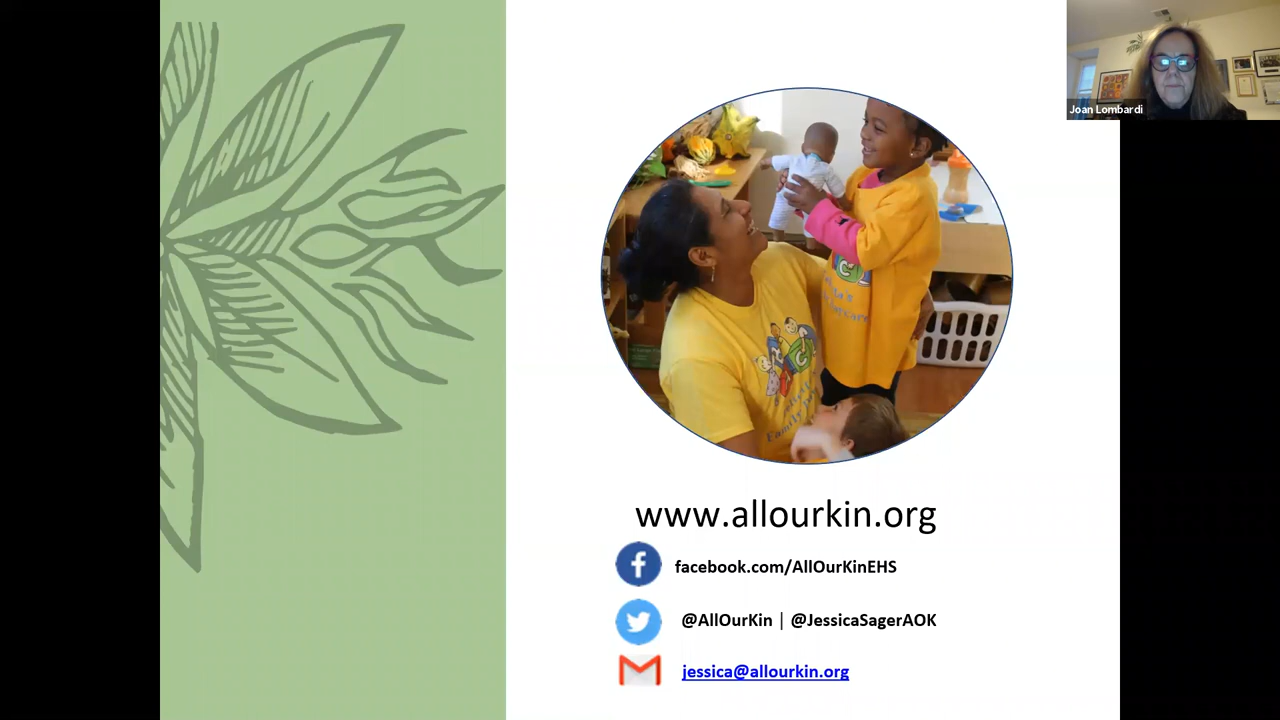 Joan Lombardi
www.allourkin.org
facebook.com/AllOurKinEHS
@AllOurKin | @JessicaSagerAOK
jessica@allourkin.org